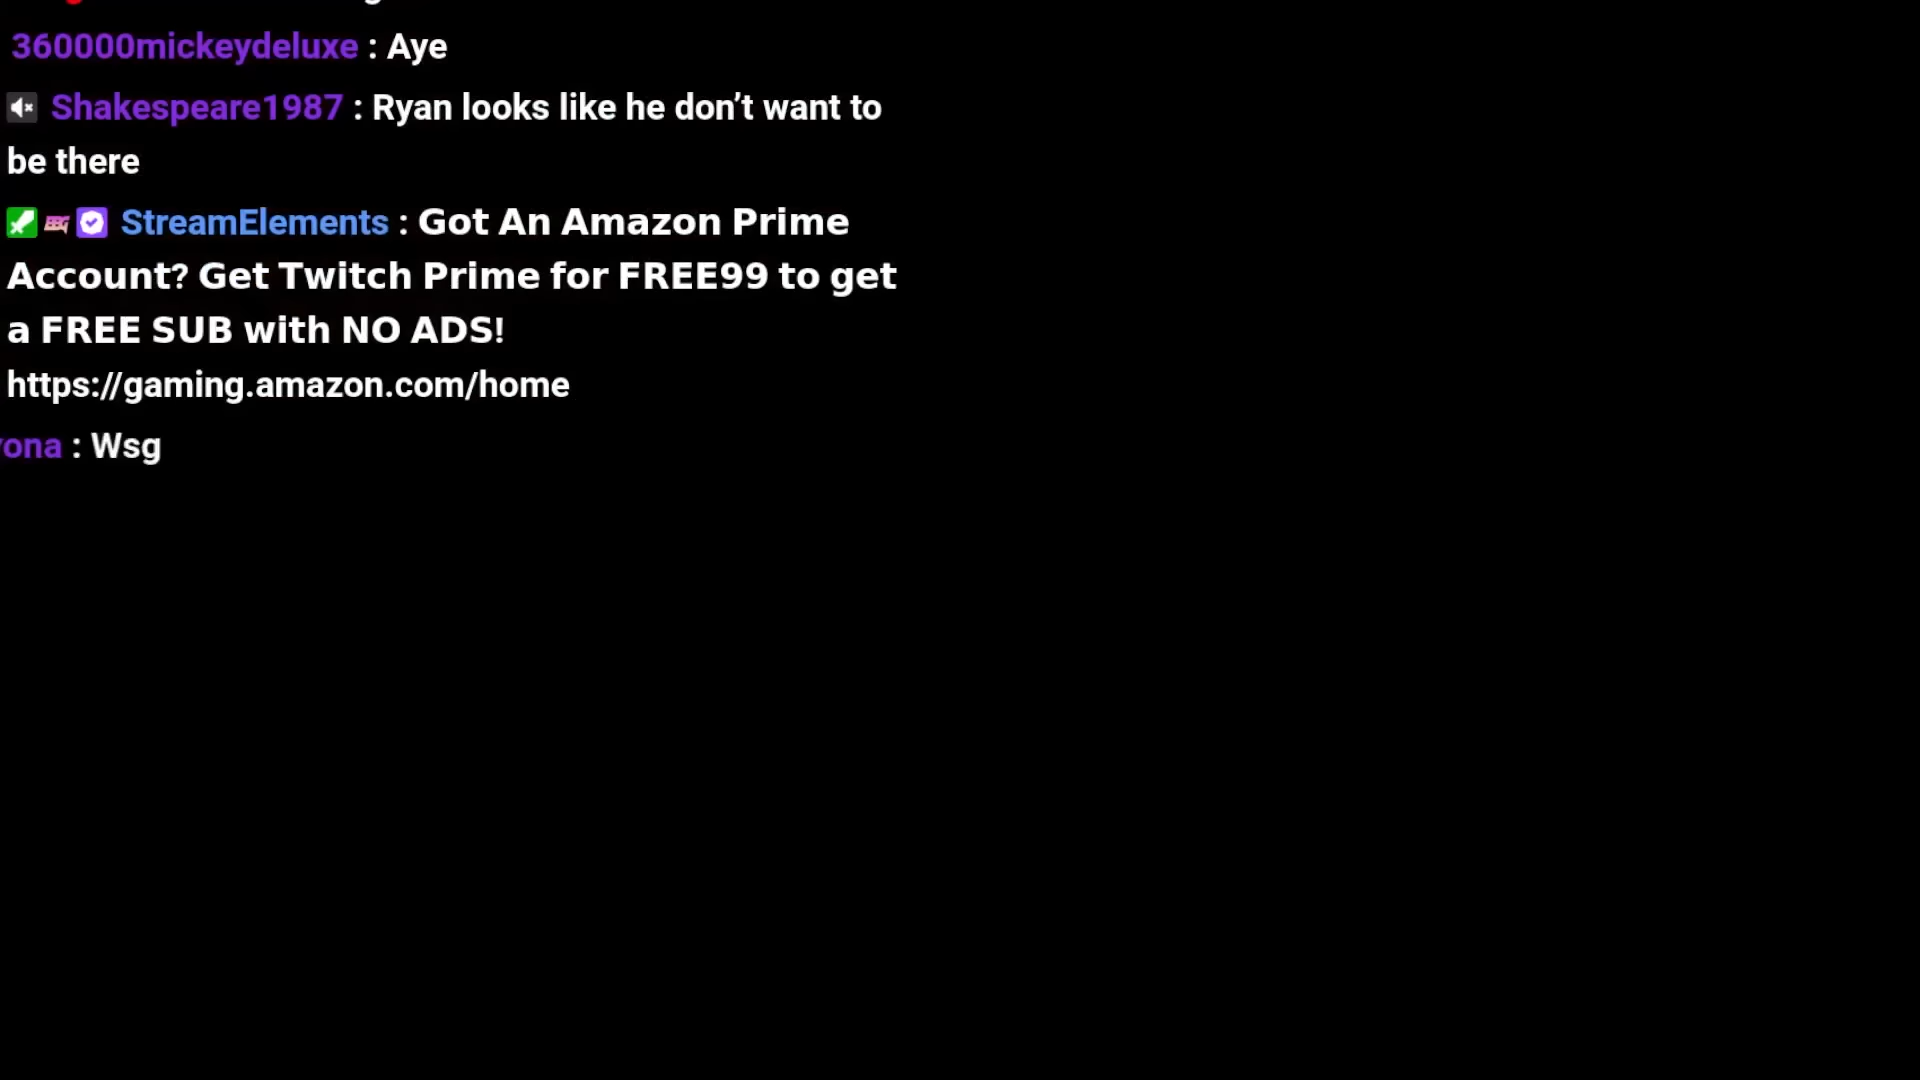 360000mickeydeluxe : Aye
Shakespeare1987 : Ryan looks like he don’t want to
be there
StreamElements : Got An Amazon Prime
Account? Get Twitch Prime for FREE99 to get
a FREE SUB with NO ADS!
https://gaming.amazon.com/home
ona : Wsg